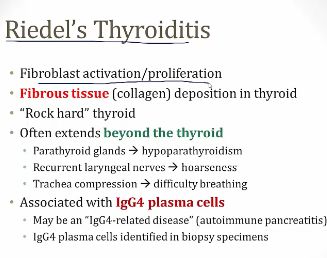 Riedel's Thyroiditis
• Fibroblast activation/proliferation
• Fibrous tissue (collagen) deposition in thyroid
• "Rock hard" thyroid
• Often extends beyond the thyroid
• Parathyroid glands → hypoparathyroidism
• Recurrent laryngeal nerves → hoarseness
• Trachea compression → difficulty breathing
• Associated with IgG4 plasma cells
• May be an "IgG4-related disease" (autoimmune pancreatitis)
• IgG4 plasma cells identified in biopsy specimens